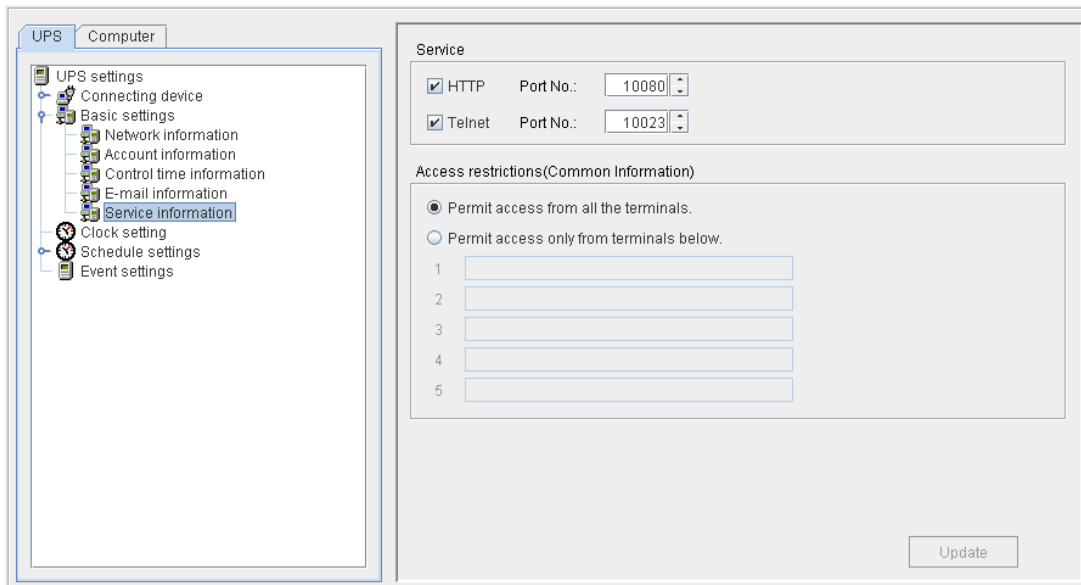 UPS
Computer
UPS settings
Connecting device
Basic settings
Network information
Account information
Control time information
E-mail information
Service information
Clock setting
Schedule settings
Event settings
Service
HTTP Port No.: 10080
Telnet Port No.: 10023
Access restrictions(Common Information)
Permit access from all the terminals.
Permit access only from terminals below.
1
2
3
4
5
Update